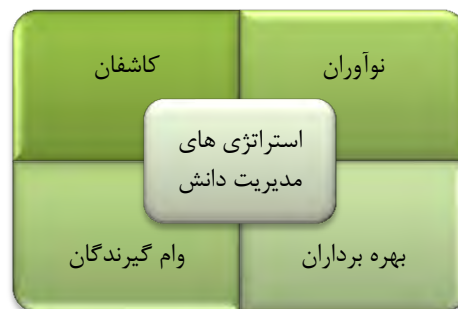 نوآوران
کاشفان
استراتژی های
مدیریت دانش
بهره برداران
وام گیرندگان